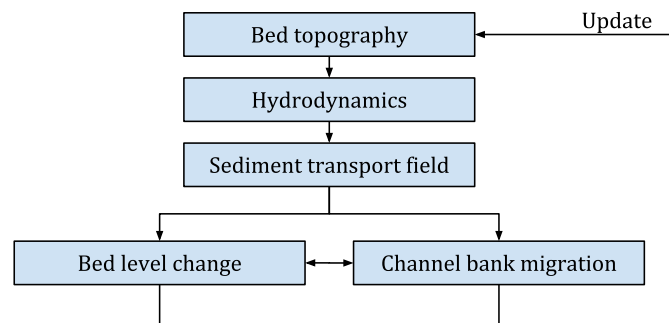 Update
Bed topography
Hydrodynamics
Sediment transport field
Bed level change
Channel bank migration